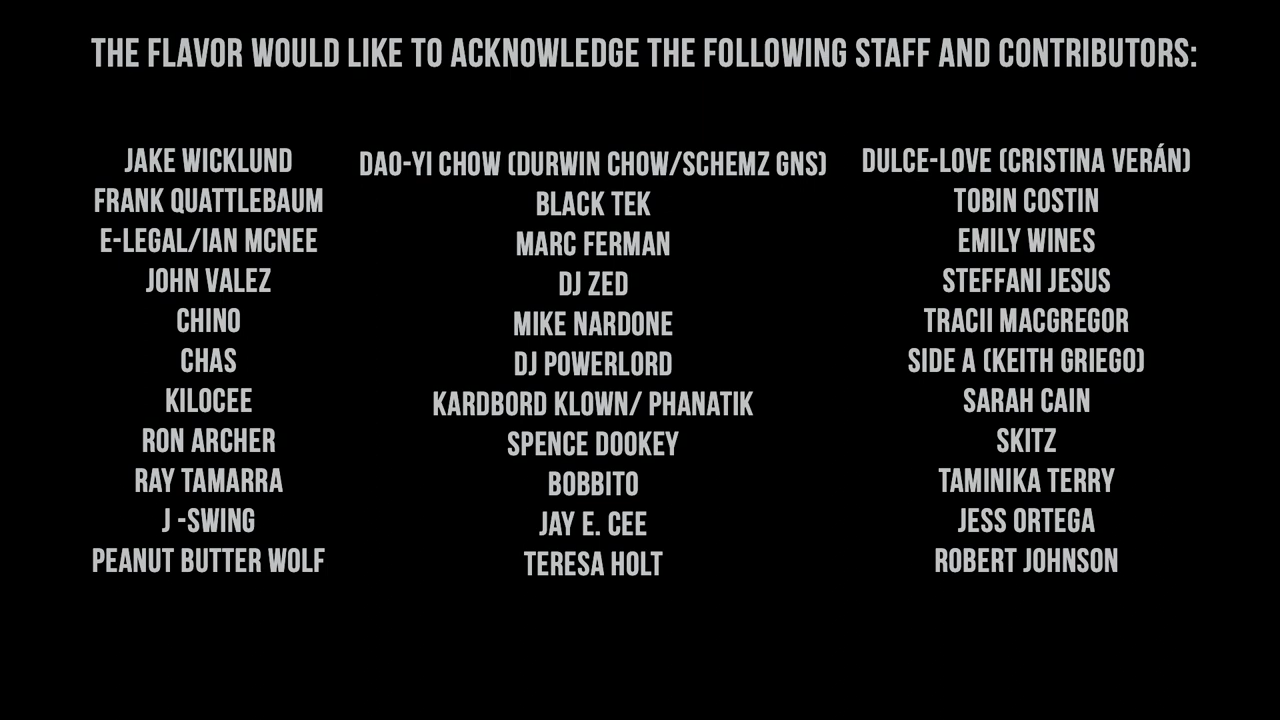 THE FLAVOR WOULD LIKE TO ACKNOWLEDGE THE FOLLOWING STAFF AND CONTRIBUTORS:
JAKE WICKLUND
FRANK QUATTLEBAUM
E-LEGAL/IAN MCNEE
JOHN VALEZ
CHINO
CHAS
KILOCEE
RON ARCHER
RAY TAMARRA
J -SWING
PEANUT BUTTER WOLF
DAO-YI CHOW (DURWIN CHOW/SCHEMZ GNS)
BLACK TEK
MARC FERMAN
DJ ZED
MIKE NARDONE
DJ POWERLORD
KARDBORD KLOWN/ PHANATIK
SPENCE DOOKEY
BOBBITO
JAY E. CEE
TERESA HOLT
DULCE-LOVE (CRISTINA VERÁN)
TOBIN COSTIN
EMILY WINES
STEFFANI JESUS
TRACII MACGREGOR
SIDE A (KEITH GRIEGO)
SARAH CAIN
SKITZ
TAMINIKA TERRY
JESS ORTEGA
ROBERT JOHNSON